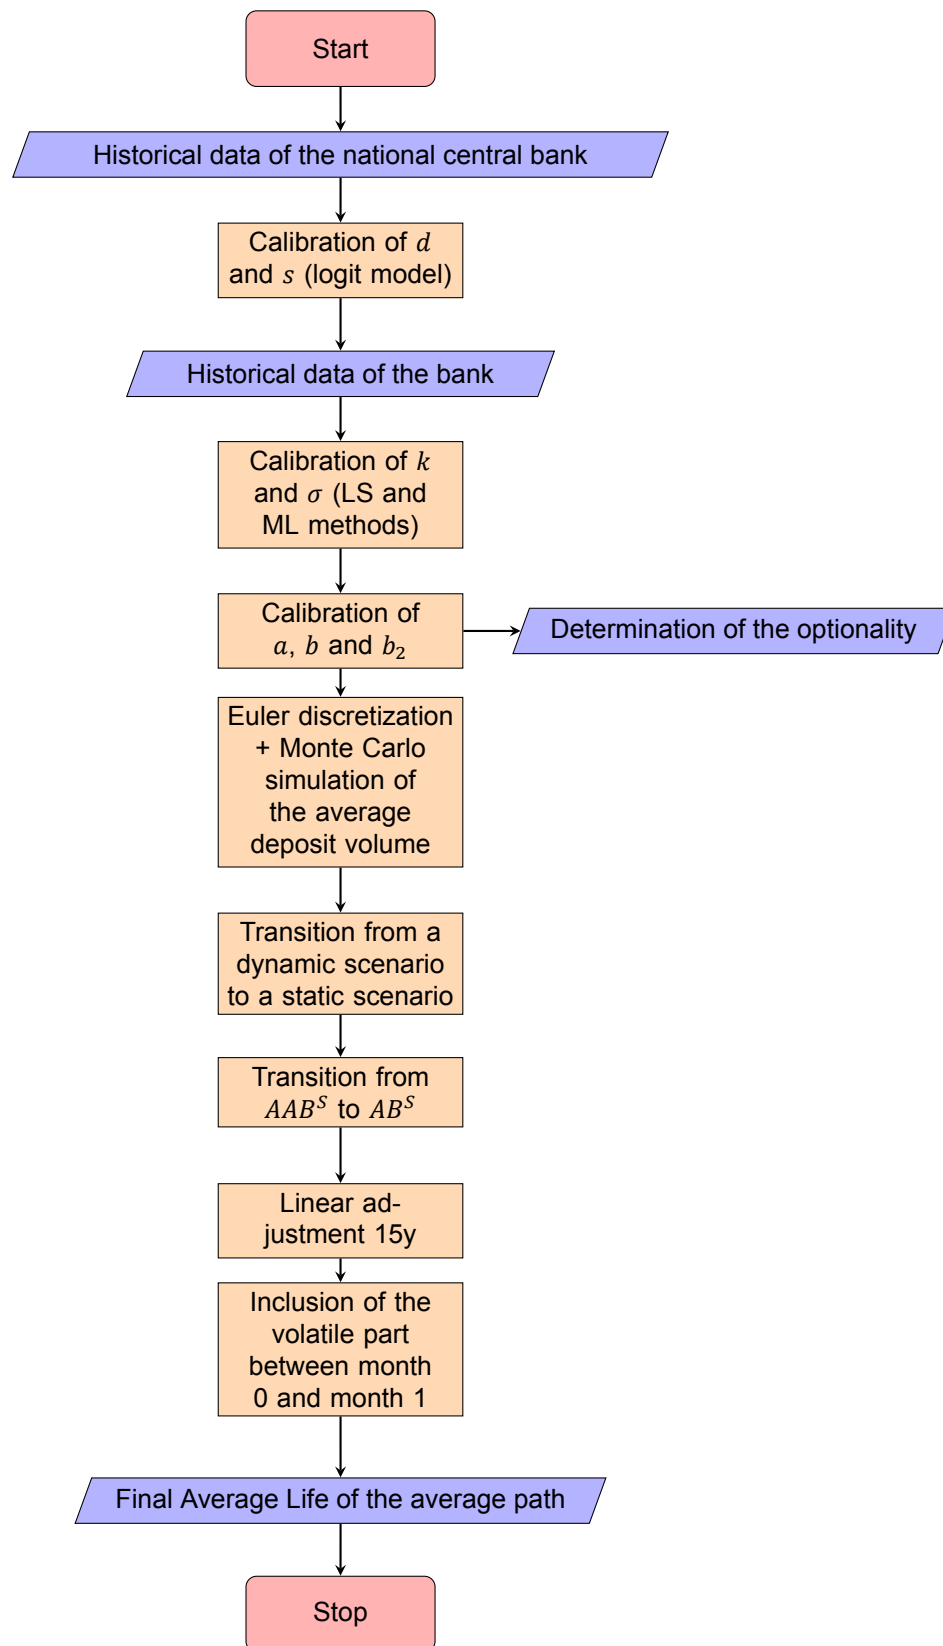 Start
Historical data of the national central bank
Calibration of d
and s (logit model)
Historical data of the bank
Calibration of k
and σ (LS and
ML methods)
Calibration of
a, b and b₂
Determination of the optionality
Euler discretization
+ Monte Carlo
simulation of
the average
deposit volume
Transition from a
dynamic scenario
to a static scenario
Transition from
AABˢ to ABˢ
Linear ad-
justment 15y
Inclusion of the
volatile part
between month
0 and month 1
Final Average Life of the average path
Stop